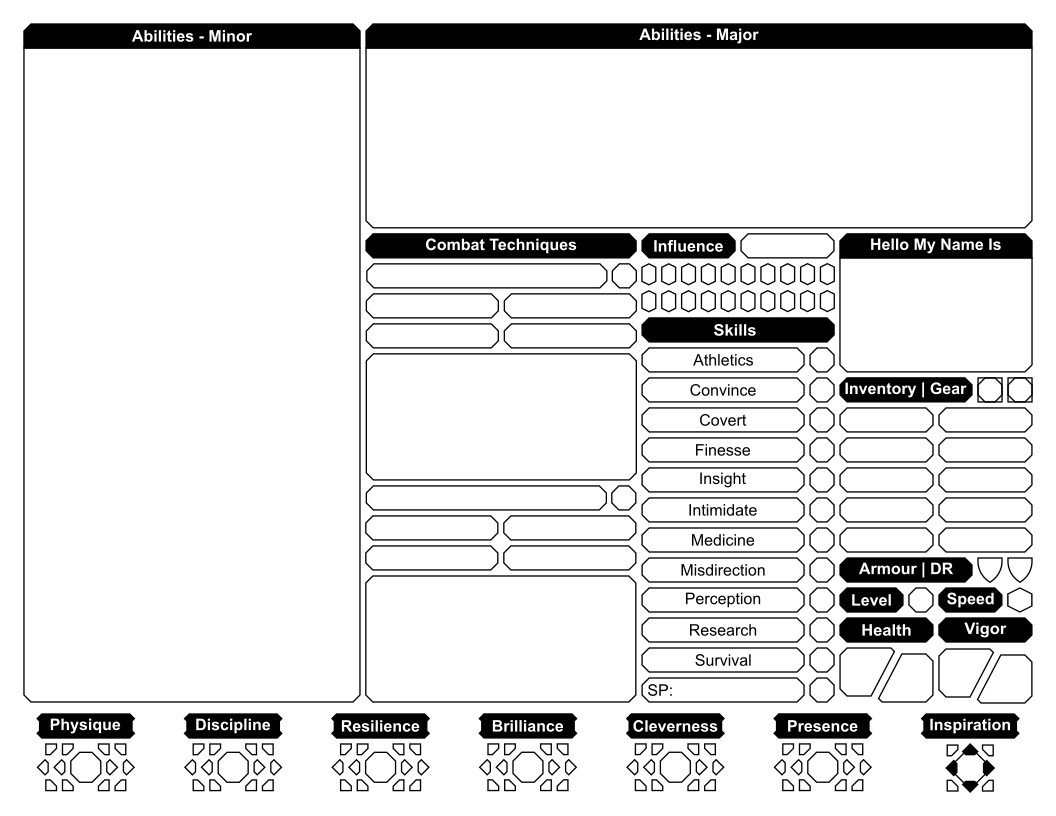 Abilities - Minor
Abilities - Major
Combat Techniques
Influence
Hello My Name Is
Skills
Athletics
Convince
Covert
Finesse
Insight
Intimidate
Medicine
Misdirection
Perception
Research
Survival
SP:
Inventory | Gear
Armour | DR
Level
Speed
Health
Vigor
Physique
Discipline
Resilience
Brilliance
Cleverness
Presence
Inspiration